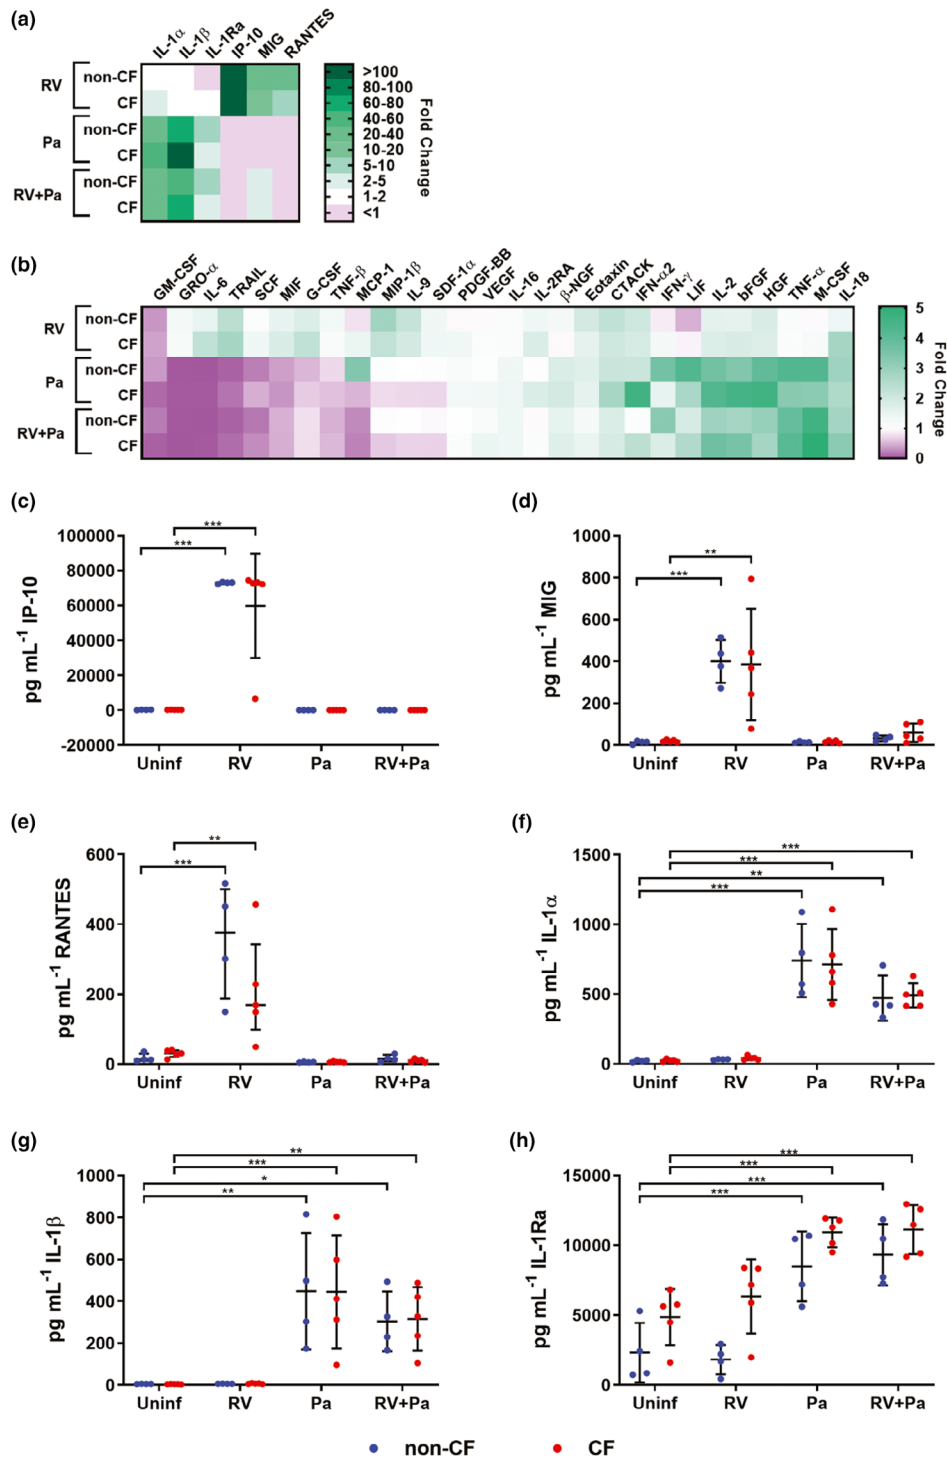 (a)
IL-1α IL-1β IL-1Ra IP-10 MIG RANTES
RV non-CF
CF
Pa non-CF
CF
RV+Pa non-CF
CF
>100
80-100
60-80
40-60
20-40
10-20
5-10
2-5
1-2
<1
Fold Change
(b)
GM-CSF GRO-α IL-6 TRAIL SCF MIF G-CSF TNF-β MCP-1 MIP-1β IL-9 SDF-1α PDGF-BB VEGF IL-16 IL-2RA β-NGF Eotaxin CTACK IFN-α2 IFN-γ LIF IL-2 bFGF HGF TNF-α M-CSF IL-18
RV non-CF
CF
Pa non-CF
CF
RV+Pa non-CF
CF
5
4
3
2
1
0
Fold Change
(c)
pg mL⁻¹ IP-10
100000
80000
60000
40000
20000
0
-20000
***
***
Uninf RV Pa RV+Pa
(d)
pg mL⁻¹ MIG
1000
800
600
400
200
0
**
***
Uninf RV Pa RV+Pa
(e)
pg mL⁻¹ RANTES
600
400
200
0
**
***
Uninf RV Pa RV+Pa
(f)
pg mL⁻¹ IL-1α
1500
1000
500
0
***
***
**
***
Uninf RV Pa RV+Pa
(g)
pg mL⁻¹ IL-1β
1000
800
600
400
200
0
**
***
*
**
Uninf RV Pa RV+Pa
(h)
pg mL⁻¹ IL-1Ra
15000
10000
5000
0
***
***
***
***
Uninf RV Pa RV+Pa
non-CF CF